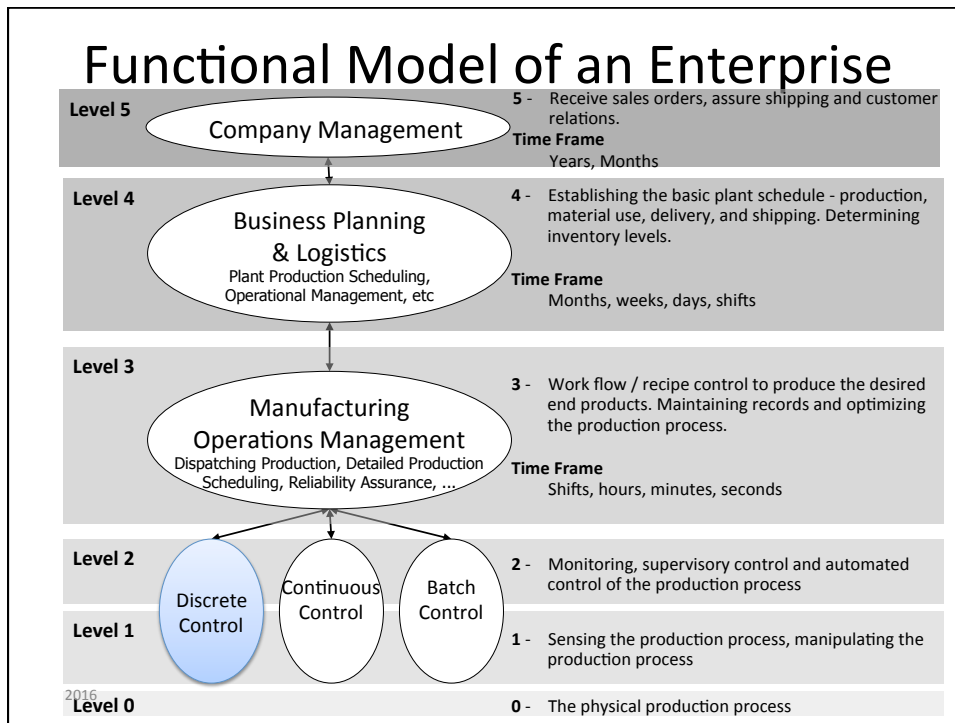 Functional Model of an Enterprise
Level 5
Company Management
5 - Receive sales orders, assure shipping and customer
relations.
Time Frame
Years, Months
Level 4
Business Planning
& Logistics
Plant Production Scheduling,
Operational Management, etc
4 - Establishing the basic plant schedule - production,
material use, delivery, and shipping. Determining
inventory levels.
Time Frame
Months, weeks, days, shifts
Level 3
Manufacturing
Operations Management
Dispatching Production, Detailed Production
Scheduling, Reliability Assurance, ...
3 - Work flow / recipe control to produce the desired
end products. Maintaining records and optimizing
the production process.
Time Frame
Shifts, hours, minutes, seconds
Level 2
Discrete
Control
Continuous
Control
Batch
Control
2 - Monitoring, supervisory control and automated
control of the production process
Level 1
1 - Sensing the production process, manipulating the
production process
2016
Level 0
0 - The physical production process